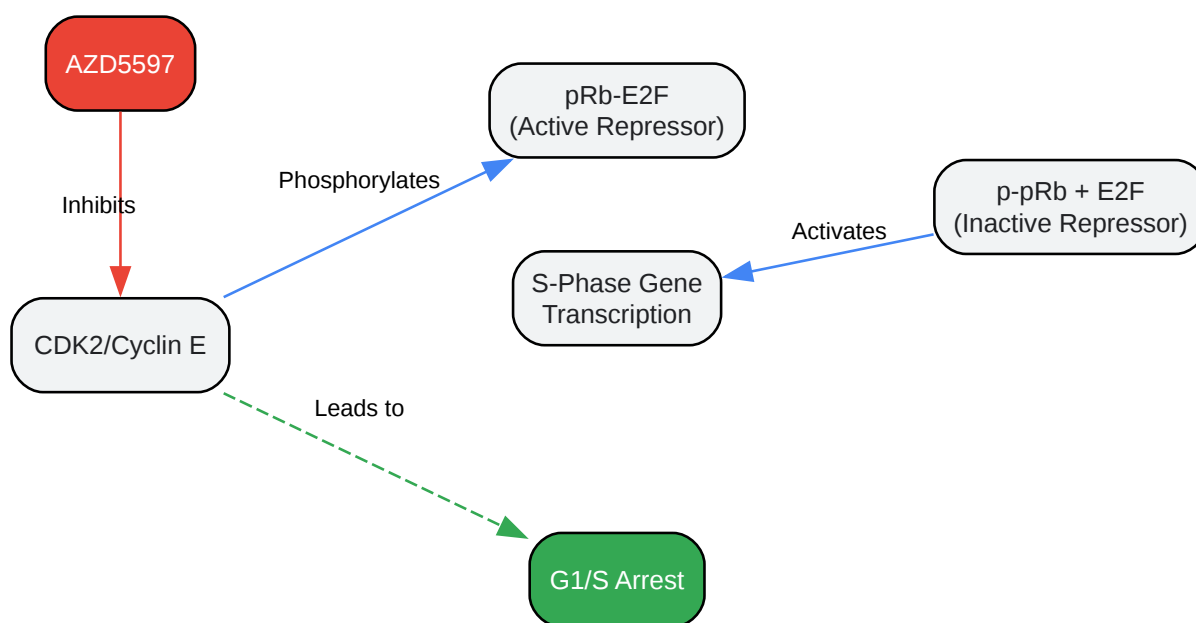 AZD5597
Inhibits
CDK2/Cyclin E
Phosphorylates
pRb-E2F
(Active Repressor)
p-pRb + E2F
(Inactive Repressor)
Activates
S-Phase Gene
Transcription
Leads to
G1/S Arrest